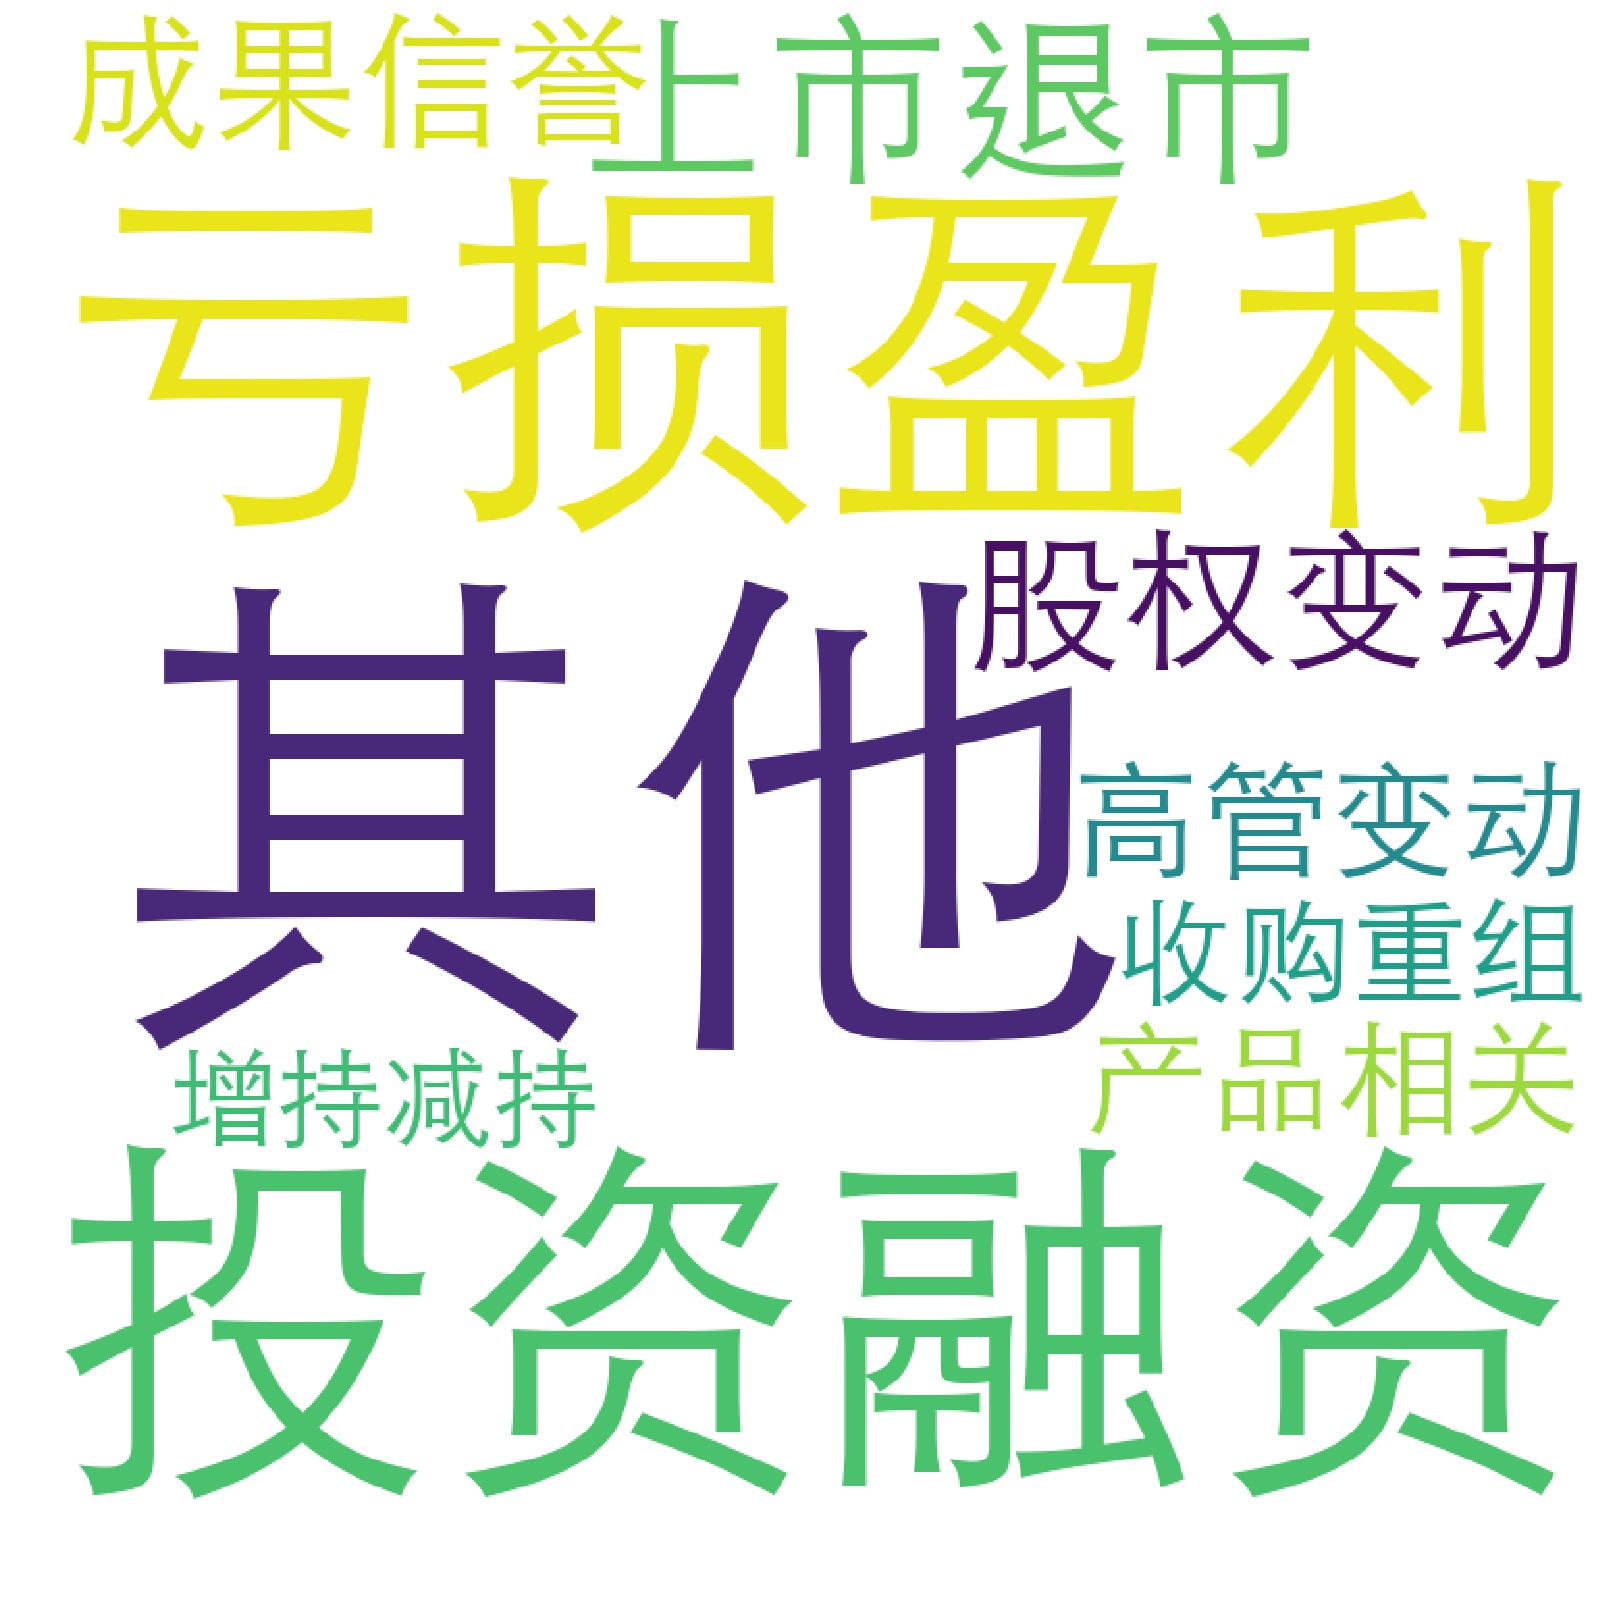 成果信誉
上市退市
亏损盈利
其他
股权变动
高管变动
收购重组
产品相关
增持减持
投资融资